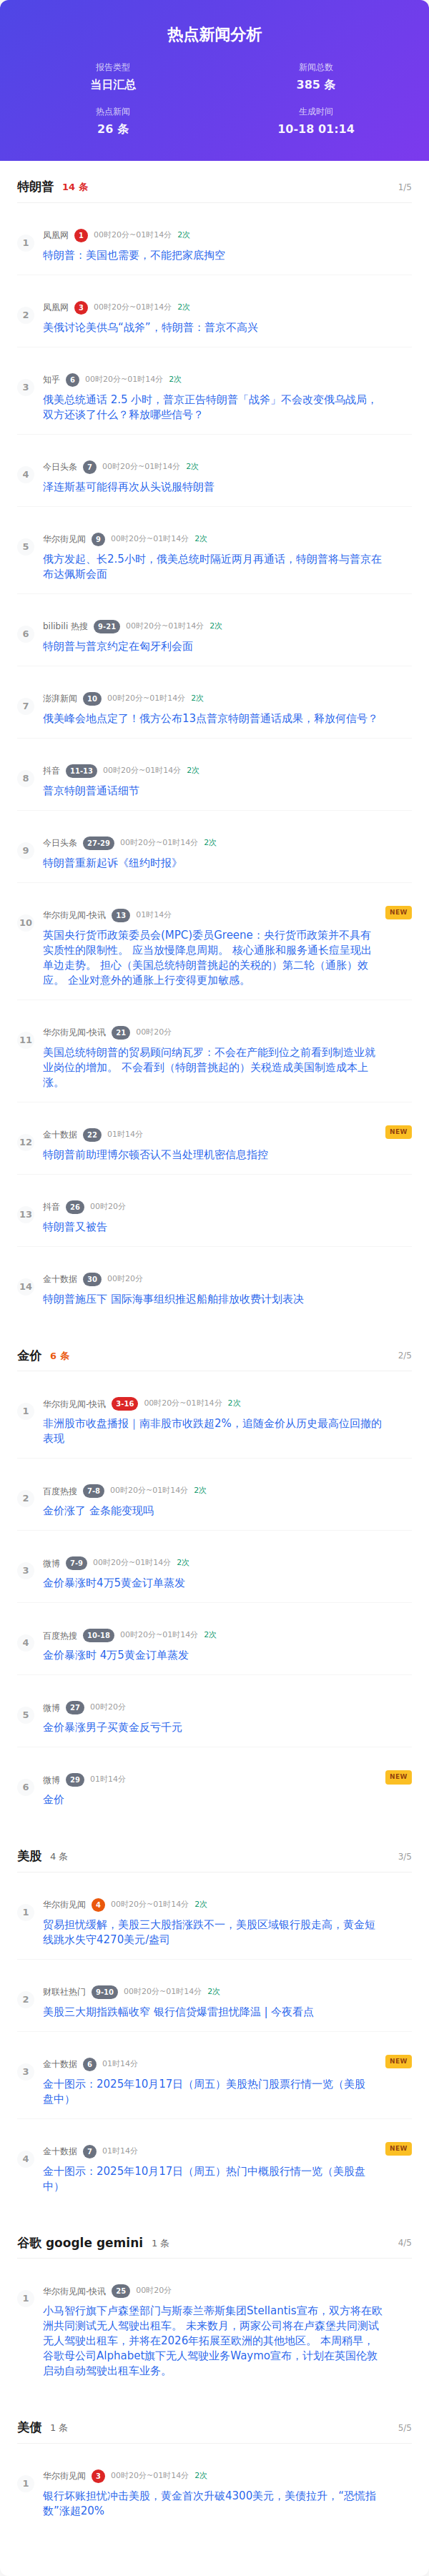 热点新闻分析
报告类型
当日汇总
新闻总数
385 条
热点新闻
26 条
生成时间
10-18 01:14
特朗普 14 条 1/5
1
凤凰网 1 00时20分~01时14分 2次
特朗普：美国也需要，不能把家底掏空
2
凤凰网 3 00时20分~01时14分 2次
美俄讨论美供乌“战斧”，特朗普：普京不高兴
3
知乎 6 00时20分~01时14分 2次
俄美总统通话 2.5 小时，普京正告特朗普「战斧」不会改变俄乌战局，
双方还谈了什么？释放哪些信号？
4
今日头条 7 00时20分~01时14分 2次
泽连斯基可能得再次从头说服特朗普
5
华尔街见闻 9 00时20分~01时14分 2次
俄方发起、长2.5小时，俄美总统时隔近两月再通话，特朗普将与普京在
布达佩斯会面
6
bilibili 热搜 9-21 00时20分~01时14分 2次
特朗普与普京约定在匈牙利会面
7
澎湃新闻 10 00时20分~01时14分 2次
俄美峰会地点定了！俄方公布13点普京特朗普通话成果，释放何信号？
8
抖音 11-13 00时20分~01时14分 2次
普京特朗普通话细节
9
今日头条 27-29 00时20分~01时14分 2次
特朗普重新起诉《纽约时报》
10
华尔街见闻-快讯 13 01时14分 NEW
英国央行货币政策委员会(MPC)委员Greene：央行货币政策并不具有
实质性的限制性。 应当放慢降息周期。 核心通胀和服务通长痘呈现出
单边走势。 担心（美国总统特朗普挑起的关税的）第二轮（通胀）效
应。 企业对意外的通胀上行变得更加敏感。
11
华尔街见闻-快讯 21 00时20分
美国总统特朗普的贸易顾问纳瓦罗：不会在产能到位之前看到制造业就
业岗位的增加。 不会看到（特朗普挑起的）关税造成美国制造成本上
涨。
12
金十数据 22 01时14分 NEW
特朗普前助理博尔顿否认不当处理机密信息指控
13
抖音 26 00时20分
特朗普又被告
14
金十数据 30 00时20分
特朗普施压下 国际海事组织推迟船舶排放收费计划表决
金价 6 条 2/5
1
华尔街见闻-快讯 3-16 00时20分~01时14分 2次
非洲股市收盘播报｜南非股市收跌超2%，追随金价从历史最高位回撤的
表现
2
百度热搜 7-8 00时20分~01时14分 2次
金价涨了 金条能变现吗
3
微博 7-9 00时20分~01时14分 2次
金价暴涨时4万5黄金订单蒸发
4
百度热搜 10-18 00时20分~01时14分 2次
金价暴涨时 4万5黄金订单蒸发
5
微博 27 00时20分
金价暴涨男子买黄金反亏千元
6
微博 29 01时14分 NEW
金价
美股 4 条 3/5
1
华尔街见闻 4 00时20分~01时14分 2次
贸易担忧缓解，美股三大股指涨跌不一，美股区域银行股走高，黄金短
线跳水失守4270美元/盎司
2
财联社热门 9-10 00时20分~01时14分 2次
美股三大期指跌幅收窄 银行信贷爆雷担忧降温 | 今夜看点
3
金十数据 6 01时14分 NEW
金十图示：2025年10月17日（周五）美股热门股票行情一览（美股
盘中）
4
金十数据 7 01时14分 NEW
金十图示：2025年10月17日（周五）热门中概股行情一览（美股盘
中）
谷歌 google gemini 1 条 4/5
1
华尔街见闻-快讯 25 00时20分
小马智行旗下卢森堡部门与斯泰兰蒂斯集团Stellantis宣布，双方将在欧
洲共同测试无人驾驶出租车。 未来数月，两家公司将在卢森堡共同测试
无人驾驶出租车，并将在2026年拓展至欧洲的其他地区。 本周稍早，
谷歌母公司Alphabet旗下无人驾驶业务Waymo宣布，计划在英国伦敦
启动自动驾驶出租车业务。
美债 1 条 5/5
1
华尔街见闻 3 00时20分~01时14分 2次
银行坏账担忧冲击美股，黄金首次升破4300美元，美债拉升，“恐慌指
数”涨超20%